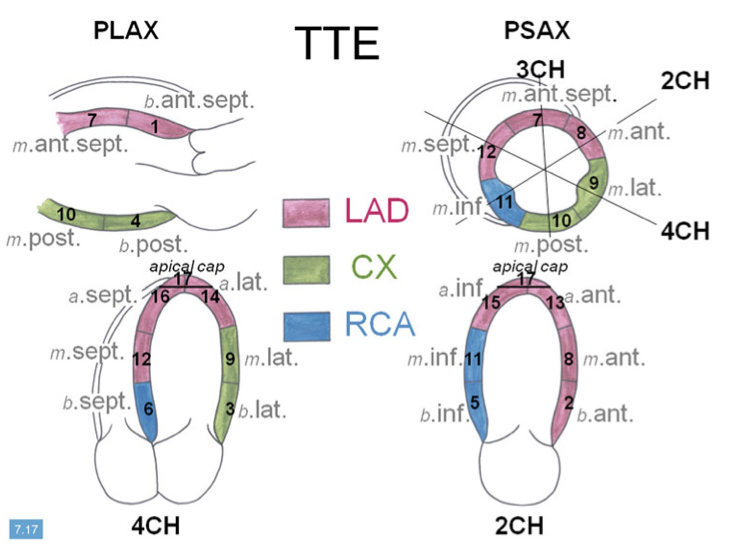 PLAX
TTE
PSAX
3CH
2CH
b.ant.sept.
m.ant.sept.
7
1
m.ant.sept.
7
8
m.ant.
m.sept.
12
9
m.lat.
11
m.inf
10
m.post.
4CH
10
4
m.post.
b.post.
LAD
CX
RCA
apical cap
17
a.lat.
a.sept.
16
14
m.sept.
12
9
m.lat.
b.sept.
6
3
b.lat.
4CH
apical cap
17
a.inf.
15
13
a.ant.
m.inf.
11
8
m.ant.
b.inf.
5
2
b.ant.
2CH
7.17